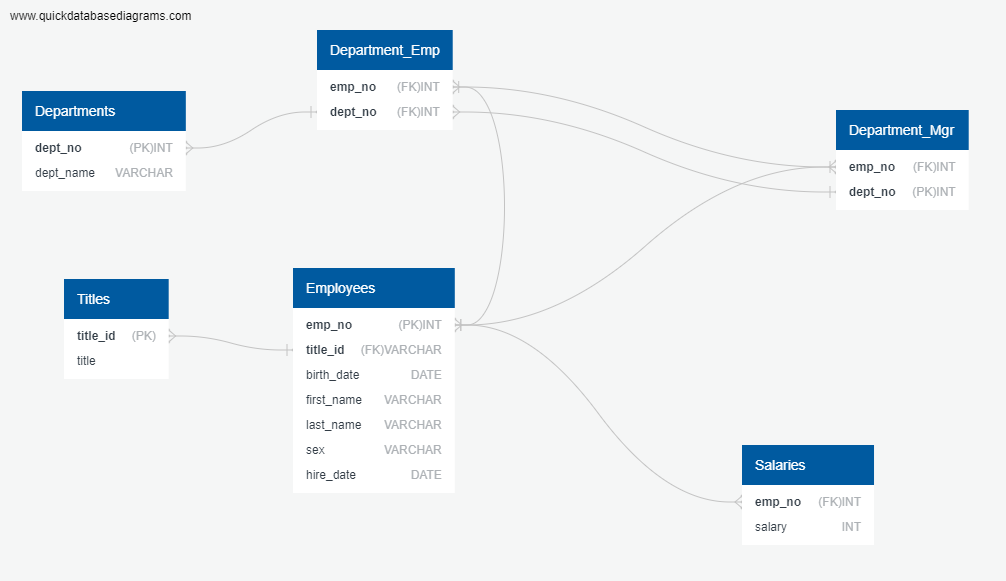 www.quickdatabasediagrams.com
Department_Emp
emp_no (FK)INT
dept_no (FK)INT
Departments
dept_no (PK)INT
dept_name VARCHAR
Department_Mgr
emp_no (FK)INT
dept_no (PK)INT
Titles
title_id (PK)
title
Employees
emp_no (PK)INT
title_id (FK)VARCHAR
birth_date DATE
first_name VARCHAR
last_name VARCHAR
sex VARCHAR
hire_date DATE
Salaries
emp_no (FK)INT
salary INT